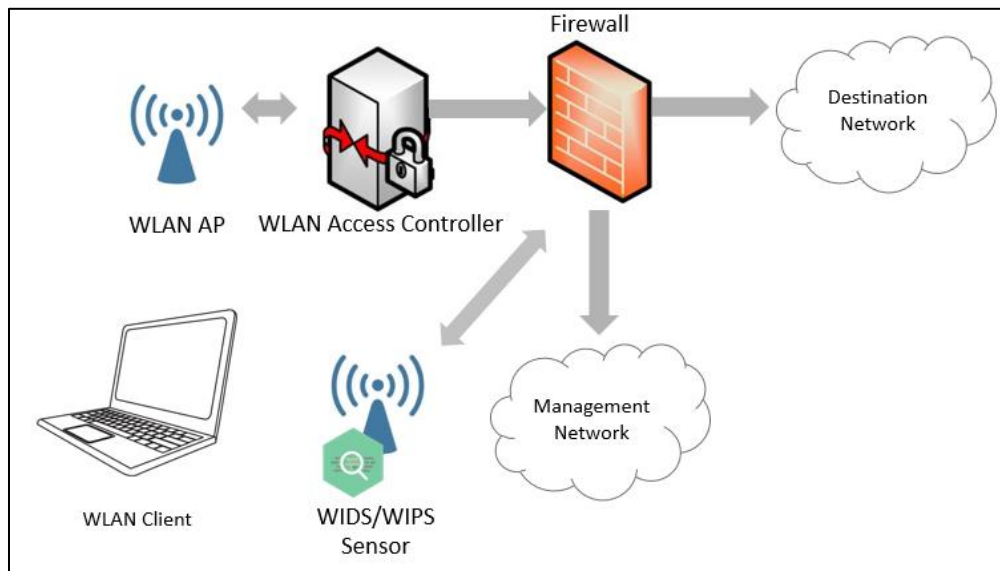 Firewall
Destination
Network
WLAN AP
WLAN Access Controller
Management
Network
WLAN Client
WIDS/WIPS
Sensor